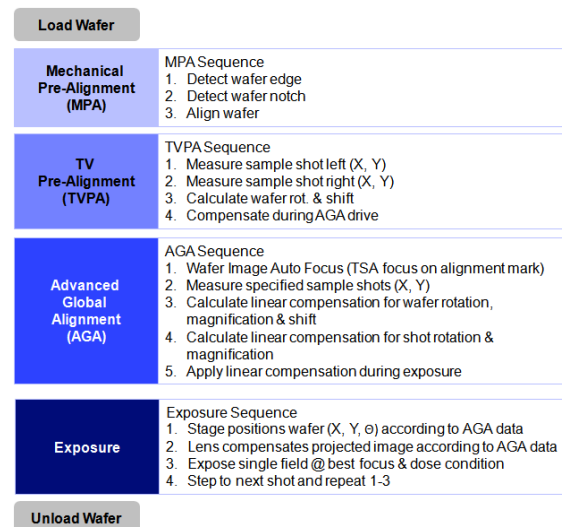 Load Wafer
Mechanical
Pre-Alignment
(MPA)
MPA Sequence
1. Detect wafer edge
2. Detect wafer notch
3. Align wafer
TV
Pre-Alignment
(TVPA)
TVPA Sequence
1. Measure sample shot left (X, Y)
2. Measure sample shot right (X, Y)
3. Calculate wafer rot. & shift
4. Compensate during AGA drive
Advanced
Global
Alignment
(AGA)
AGA Sequence
1. Wafer Image Auto Focus (TSA focus on alignment mark)
2. Measure specified sample shots (X, Y)
3. Calculate linear compensation for wafer rotation,
magnification & shift
4. Calculate linear compensation for shot rotation &
magnification
5. Apply linear compensation during exposure
Exposure
Exposure Sequence
1. Stage positions wafer (X, Y, Θ) according to AGA data
2. Lens compensates projected image according to AGA data
3. Expose single field @ best focus & dose condition
4. Step to next shot and repeat 1-3
Unload Wafer